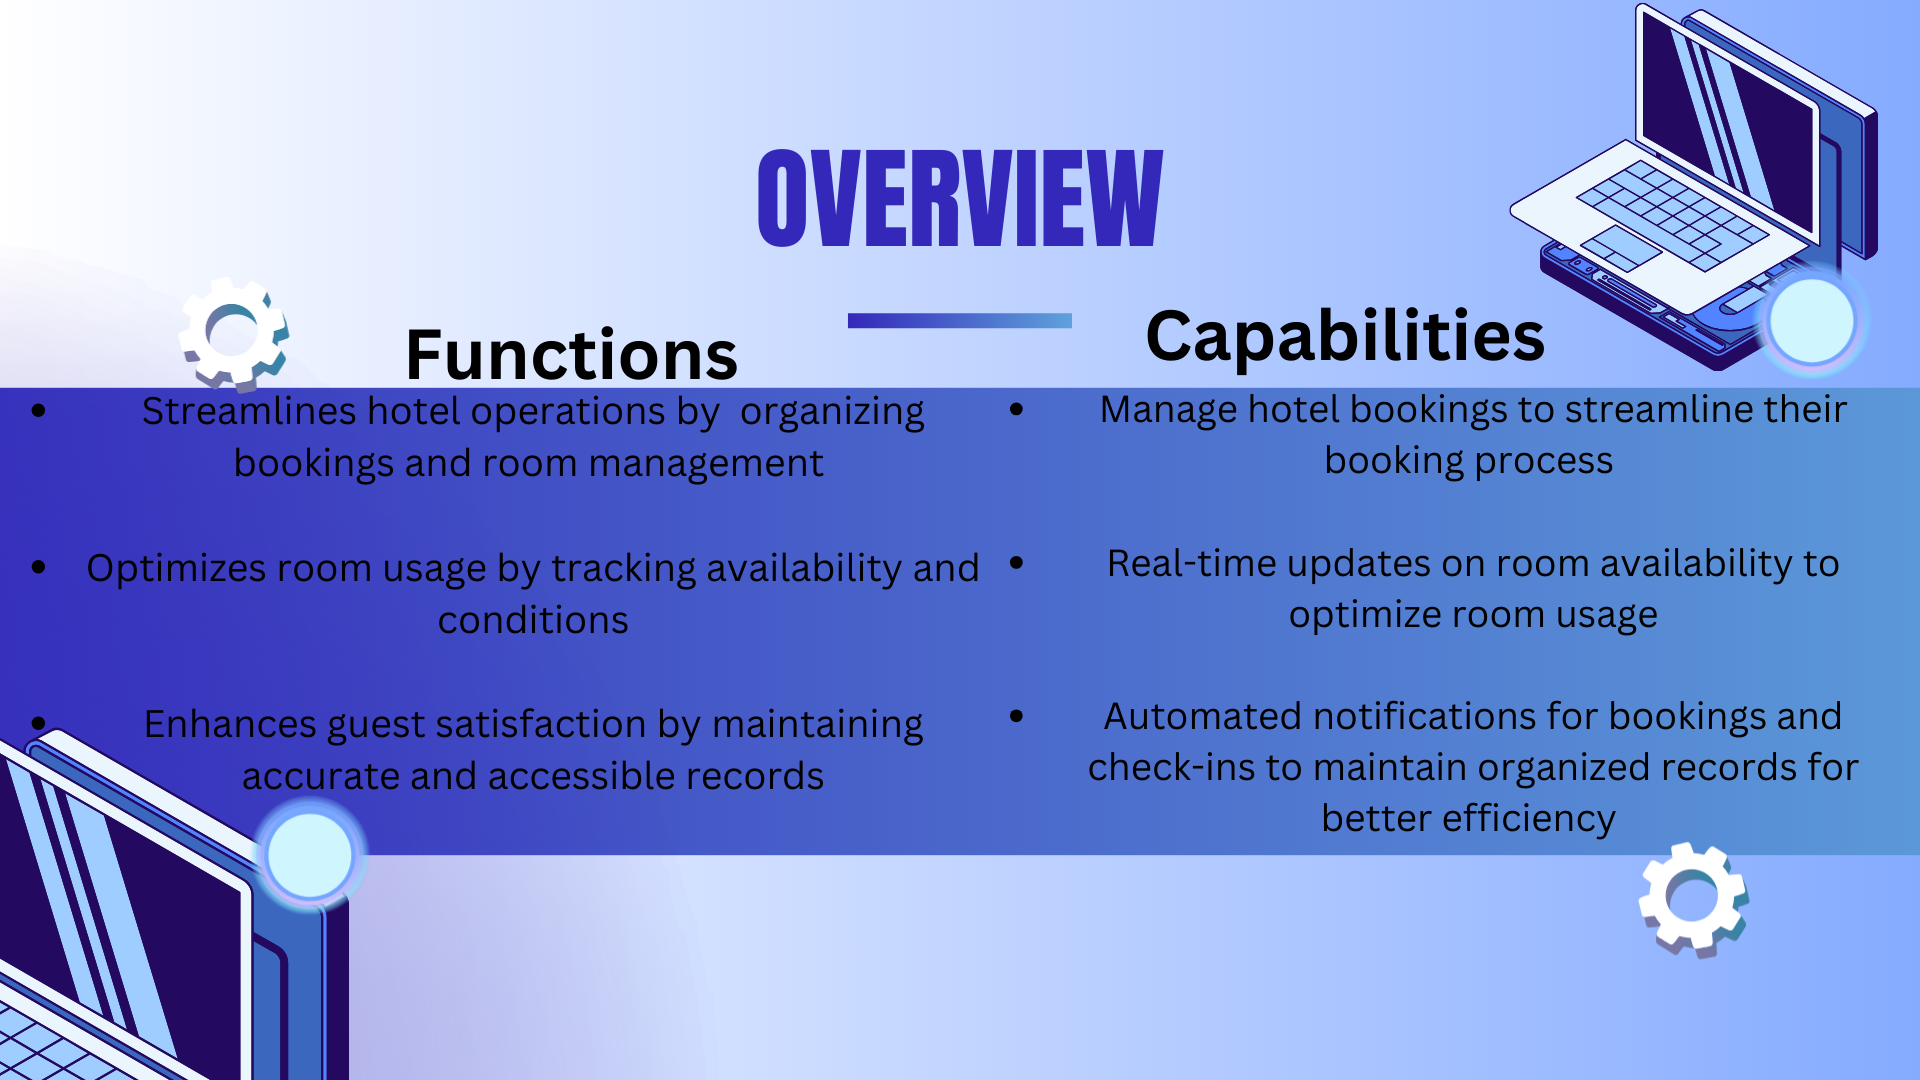 OVERVIEW
Functions
• Streamlines hotel operations by  organizing
bookings and room management
• Optimizes room usage by tracking availability and
conditions
• Enhances guest satisfaction by maintaining
accurate and accessible records
Capabilities
• Manage hotel bookings to streamline their
booking process
• Real-time updates on room availability to
optimize room usage
• Automated notifications for bookings and
check-ins to maintain organized records for
better efficiency